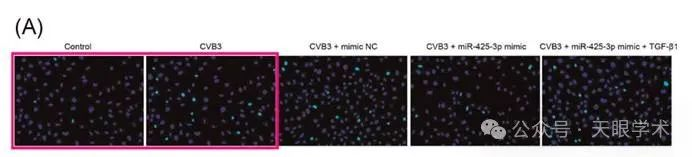 (A)
Control CVB3 CVB3 + mimic NC CVB3 + miR-425-3p mimic CVB3 + miR-425-3p mimic + TGF-β1
公众号 · 天眼学术